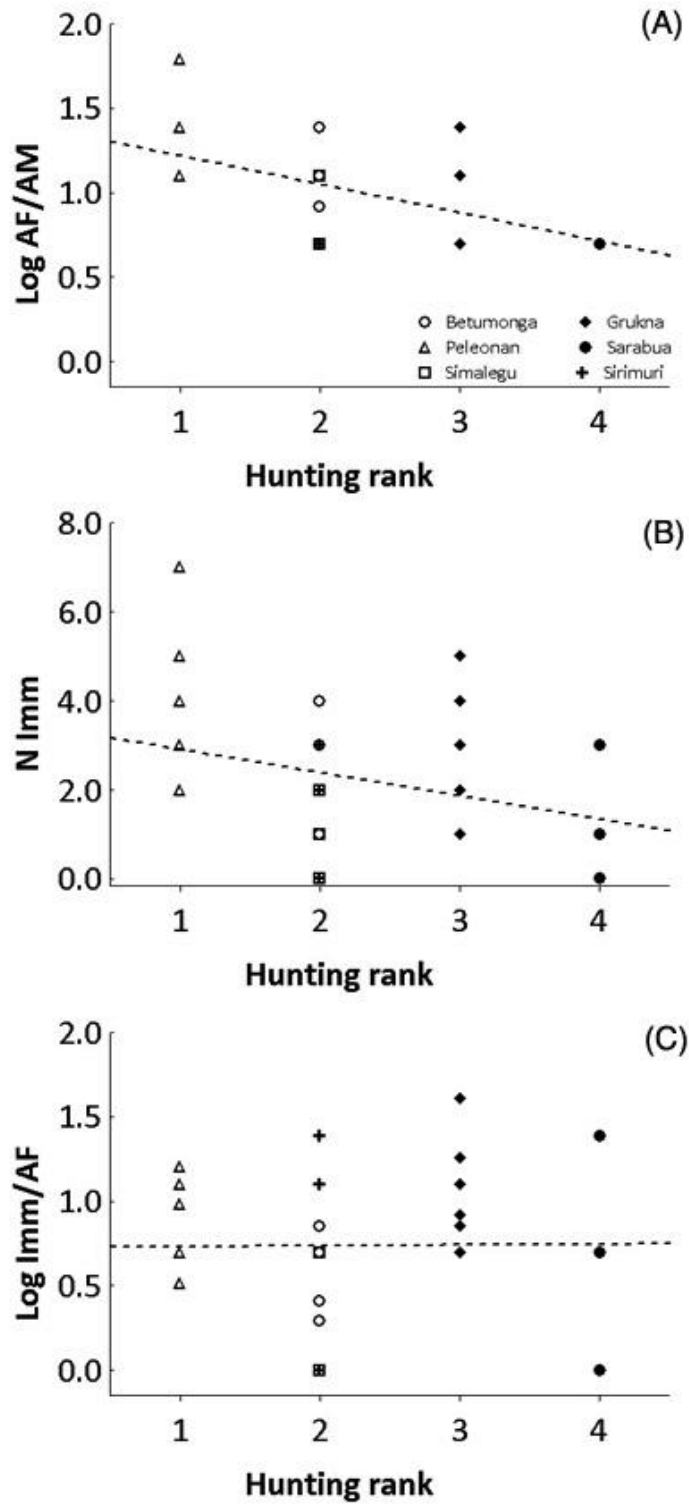 (A)
2.0
1.5
1.0
0.5
0.0
Log AF/AM
Betumonga Grukna
Peleonan Sarabua
Simalegu Sirimuri
1 2 3 4
Hunting rank
(B)
8.0
6.0
4.0
2.0
0.0
N Imm
1 2 3 4
Hunting rank
(C)
2.0
1.5
1.0
0.5
0.0
Log Imm/AF
1 2 3 4
Hunting rank